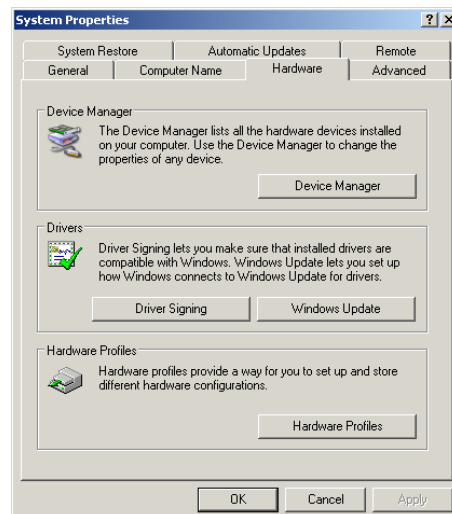 System Properties
System Restore
Automatic Updates
Remote
General
Computer Name
Hardware
Advanced
Device Manager
The Device Manager lists all the hardware devices installed
on your computer. Use the Device Manager to change the
properties of any device.
Device Manager
Drivers
Driver Signing lets you make sure that installed drivers are
compatible with Windows. Windows Update lets you set up
how Windows connects to Windows Update for drivers.
Driver Signing
Windows Update
Hardware Profiles
Hardware profiles provide a way for you to set up and store
different hardware configurations.
Hardware Profiles
OK
Cancel
Apply